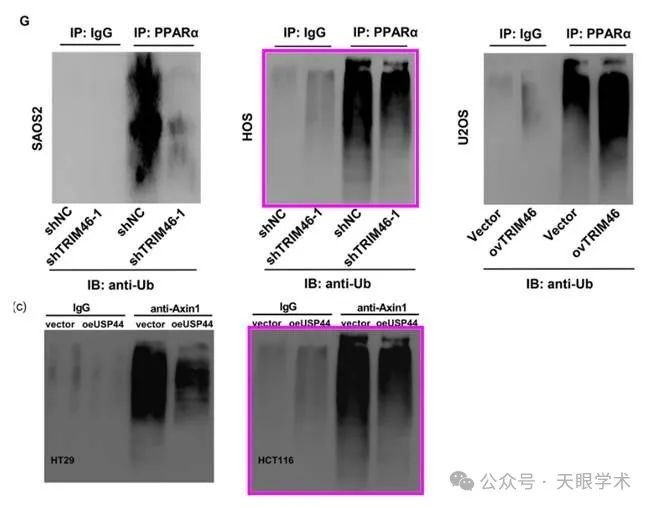 G
IP: IgG IP: PPARα
SAOS2
shNC
shTRIM46-1
shNC
shTRIM46-1
IB: anti-Ub
IP: IgG IP: PPARα
HOS
shNC
shTRIM46-1
shNC
shTRIM46-1
IB: anti-Ub
IP: IgG IP: PPARα
U2OS
Vector
ovTRIM46
Vector
ovTRIM46
IB: anti-Ub
(c)
IgG anti-Axin1
vector oeUSP44 vector oeUSP44
HT29
IgG anti-Axin1
vector oeUSP44 vector oeUSP44
HCT116
公众号 · 天眼学术